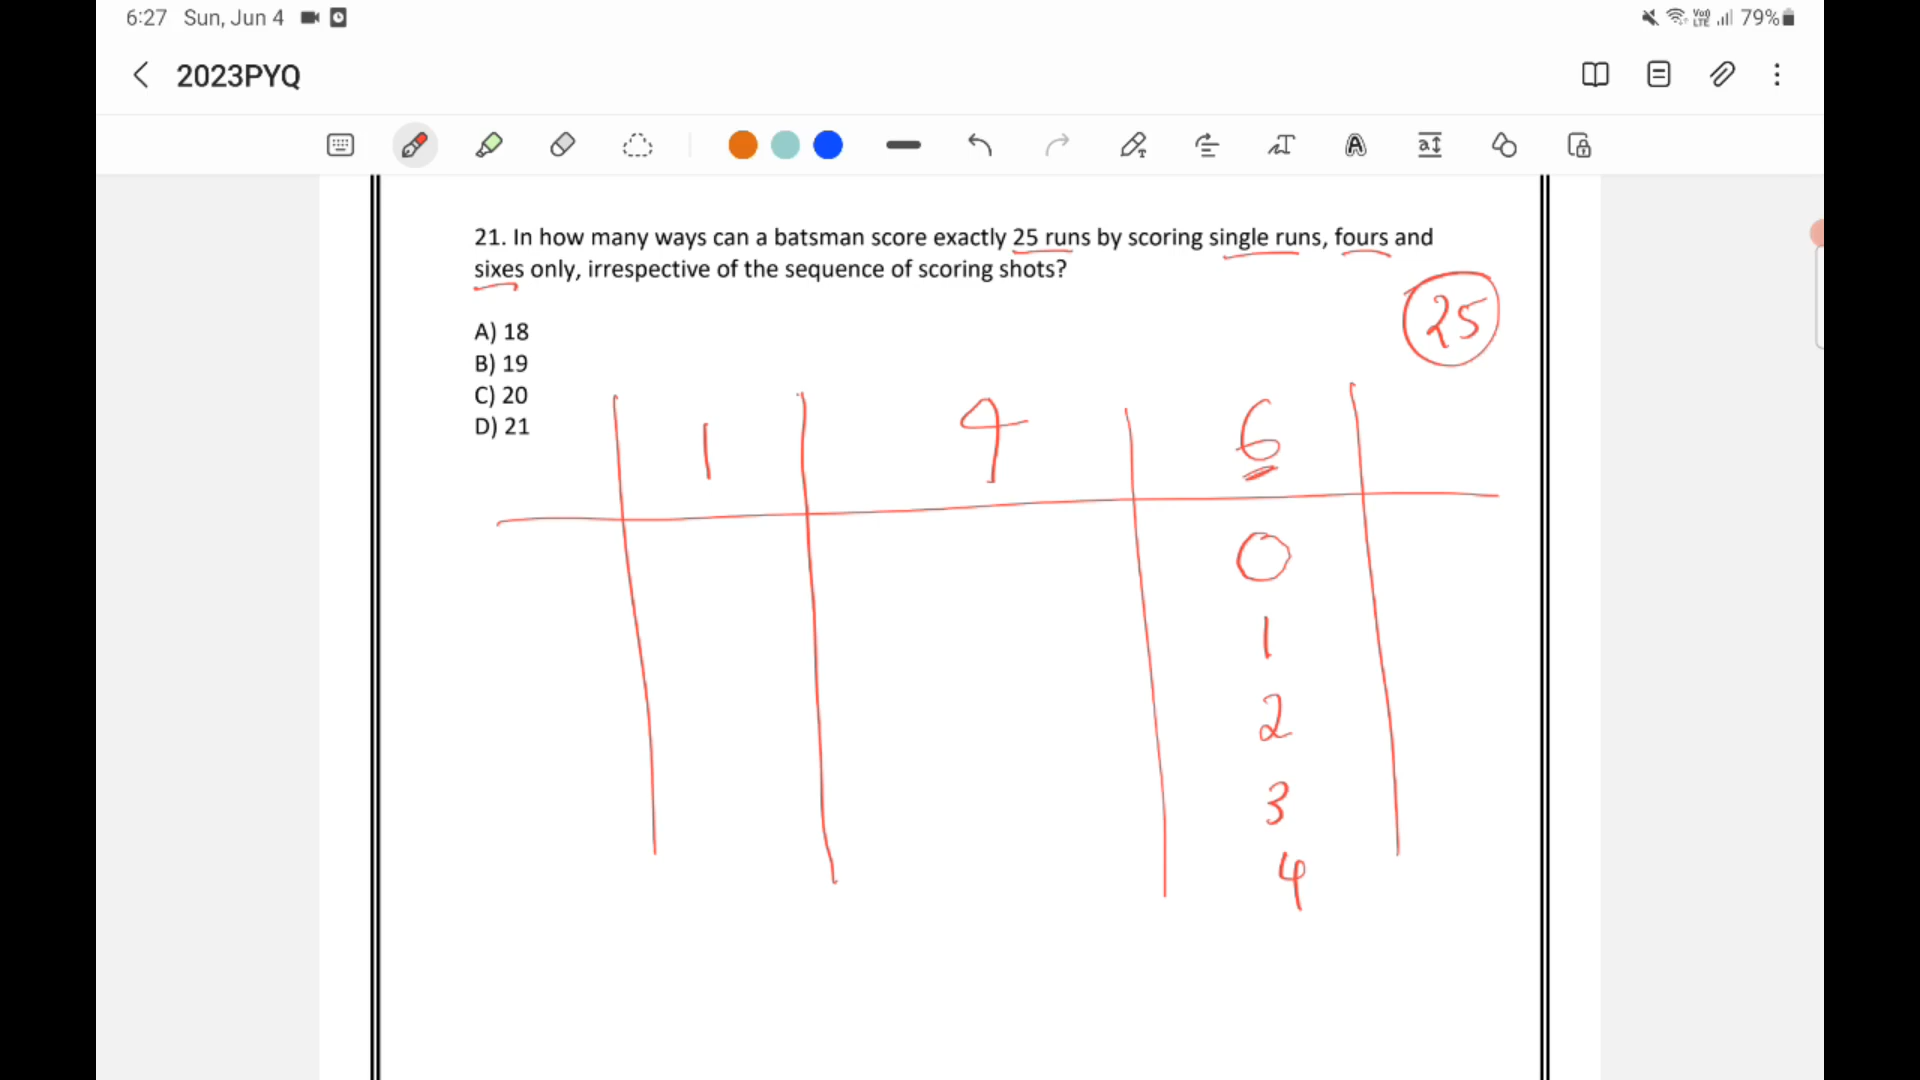 6:27 Sun, Jun 4
79%
2023PYQ
21. In how many ways can a batsman score exactly 25 runs by scoring single runs, fours and
sixes only, irrespective of the sequence of scoring shots?
25
A) 18
B) 19
C) 20
D) 21
1 4 6
0
1
2
3
4